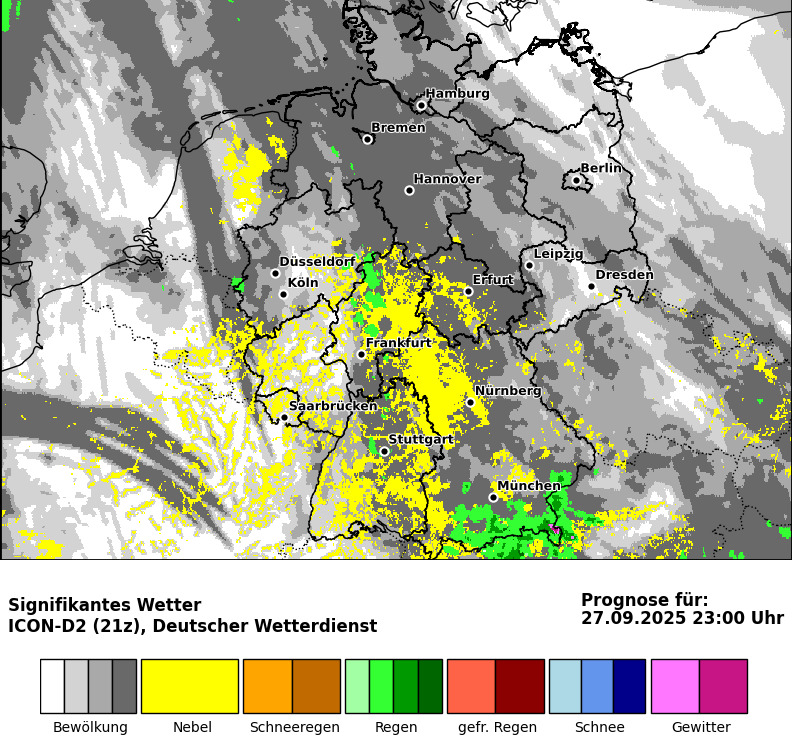 Hamburg
Bremen
Berlin
Hannover
Leipzig
Düsseldorf
Dresden
Köln
Erfurt
Frankfurt
Nürnberg
Saarbrücken
Stuttgart
München
Signifikantes Wetter
ICON-D2 (21z), Deutscher Wetterdienst
Prognose für:
27.09.2025 23:00 Uhr
Bewölkung Nebel Schneeregen Regen gefr. Regen Schnee Gewitter